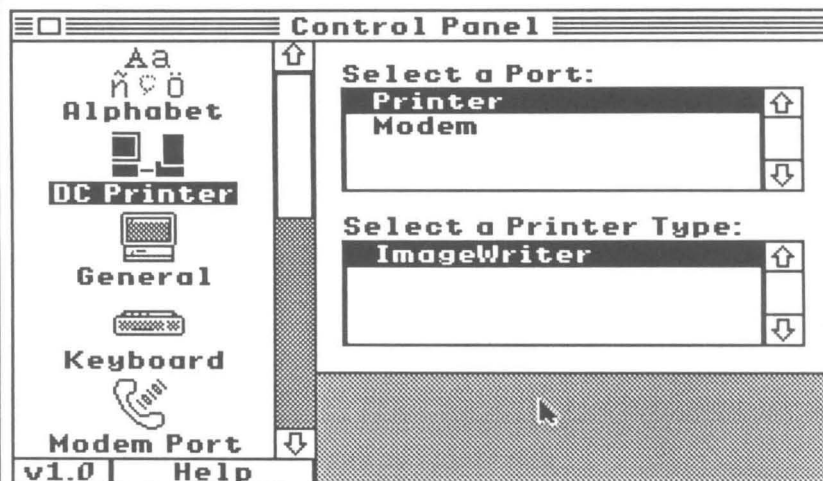 Control Panel
Aa
ñ ç ö
Alphabet
DC Printer
General
Keyboard
Modem Port
v1.0 Help
Select a Port:
Printer
Modem
Select a Printer Type:
ImageWriter